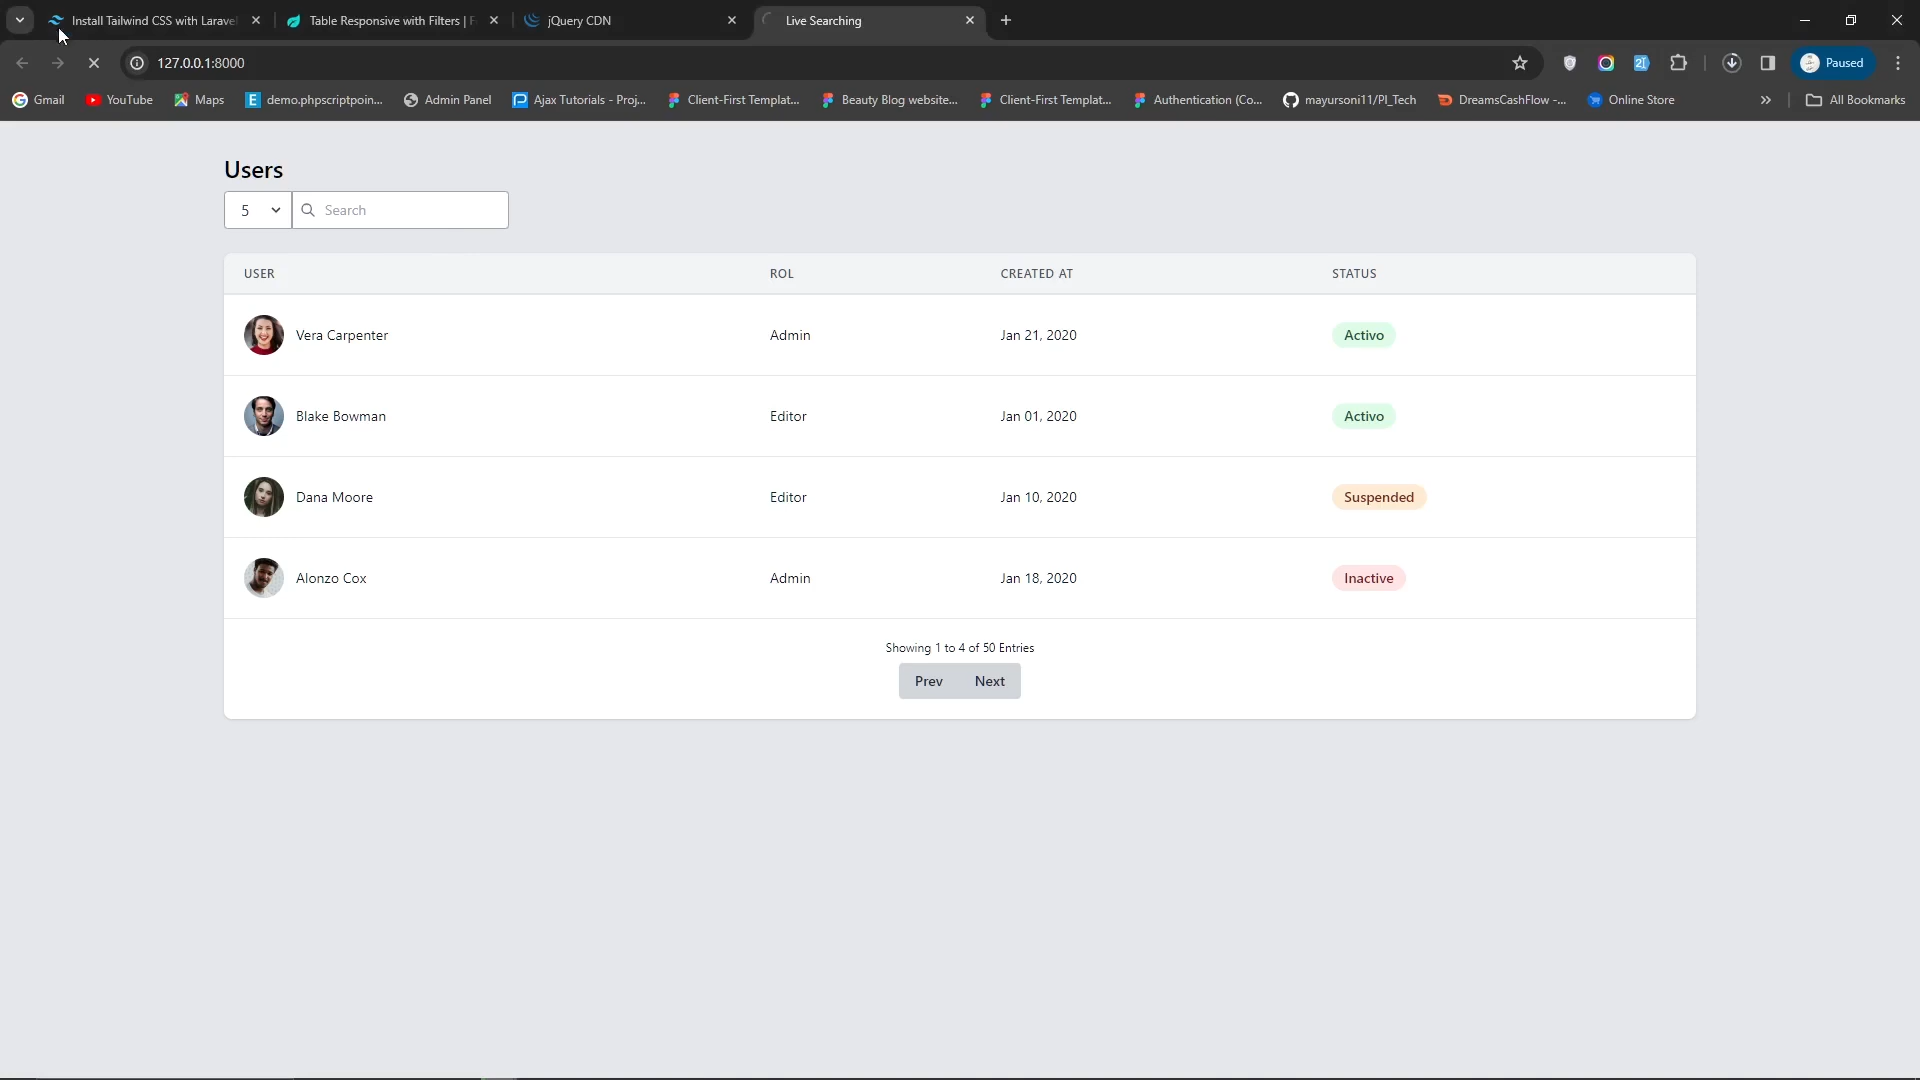 Install Tailwind CSS with Laravel
Table Responsive with Filters | F
jQuery CDN
Live Searching
127.0.0.1:8000
Paused
Gmail
YouTube
Maps
demo.phpscriptpoin...
Admin Panel
Ajax Tutorials - Proj...
Client-First Templat...
Beauty Blog website...
Client-First Templat...
Authentication (Co...
mayursoni11/PI_Tech
DreamsCashFlow -...
Online Store
All Bookmarks
Users
5
Search
USER ROL CREATED AT STATUS
Vera Carpenter Admin Jan 21, 2020 Activo
Blake Bowman Editor Jan 01, 2020 Activo
Dana Moore Editor Jan 10, 2020 Suspended
Alonzo Cox Admin Jan 18, 2020 Inactive
Showing 1 to 4 of 50 Entries
Prev Next